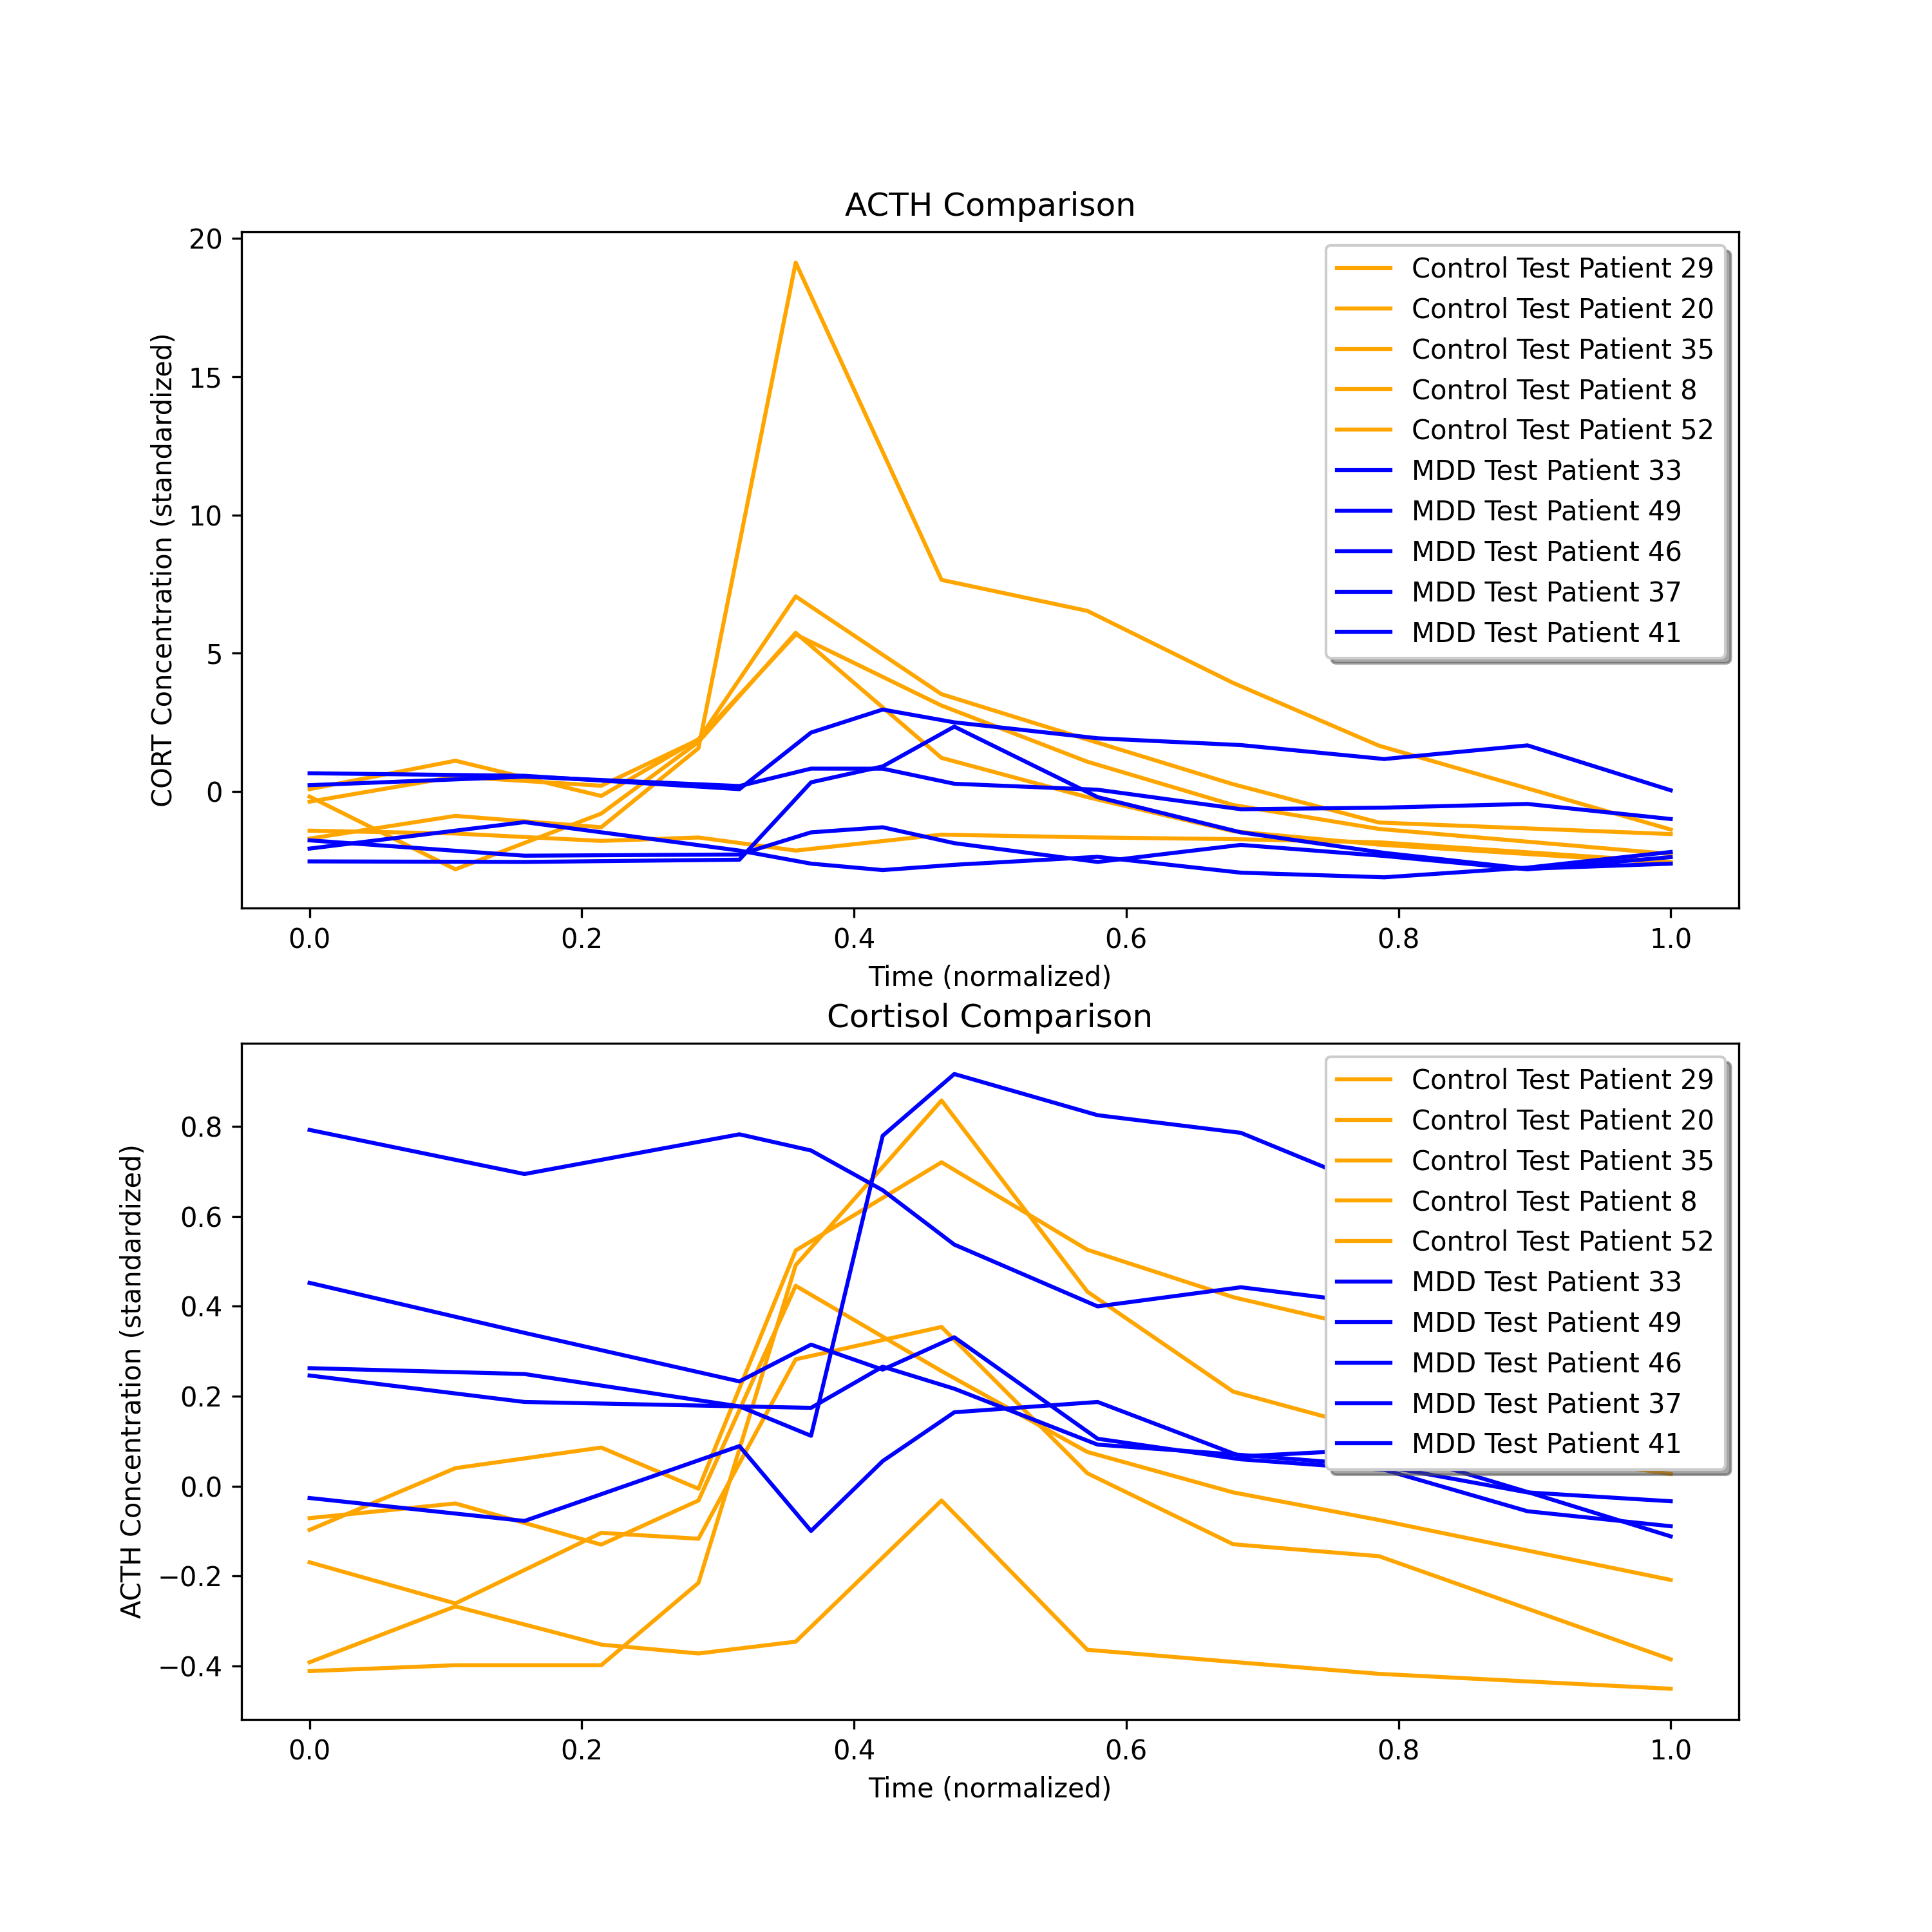 ACTH Comparison
20
15
10
5
0
CORT Concentration (standardized)
Control Test Patient 29
Control Test Patient 20
Control Test Patient 35
Control Test Patient 8
Control Test Patient 52
MDD Test Patient 33
MDD Test Patient 49
MDD Test Patient 46
MDD Test Patient 37
MDD Test Patient 41
0.0 0.2 0.4 0.6 0.8 1.0
Time (normalized)
Cortisol Comparison
0.8
0.6
0.4
0.2
0.0
−0.2
−0.4
ACTH Concentration (standardized)
Control Test Patient 29
Control Test Patient 20
Control Test Patient 35
Control Test Patient 8
Control Test Patient 52
MDD Test Patient 33
MDD Test Patient 49
MDD Test Patient 46
MDD Test Patient 37
MDD Test Patient 41
0.0 0.2 0.4 0.6 0.8 1.0
Time (normalized)